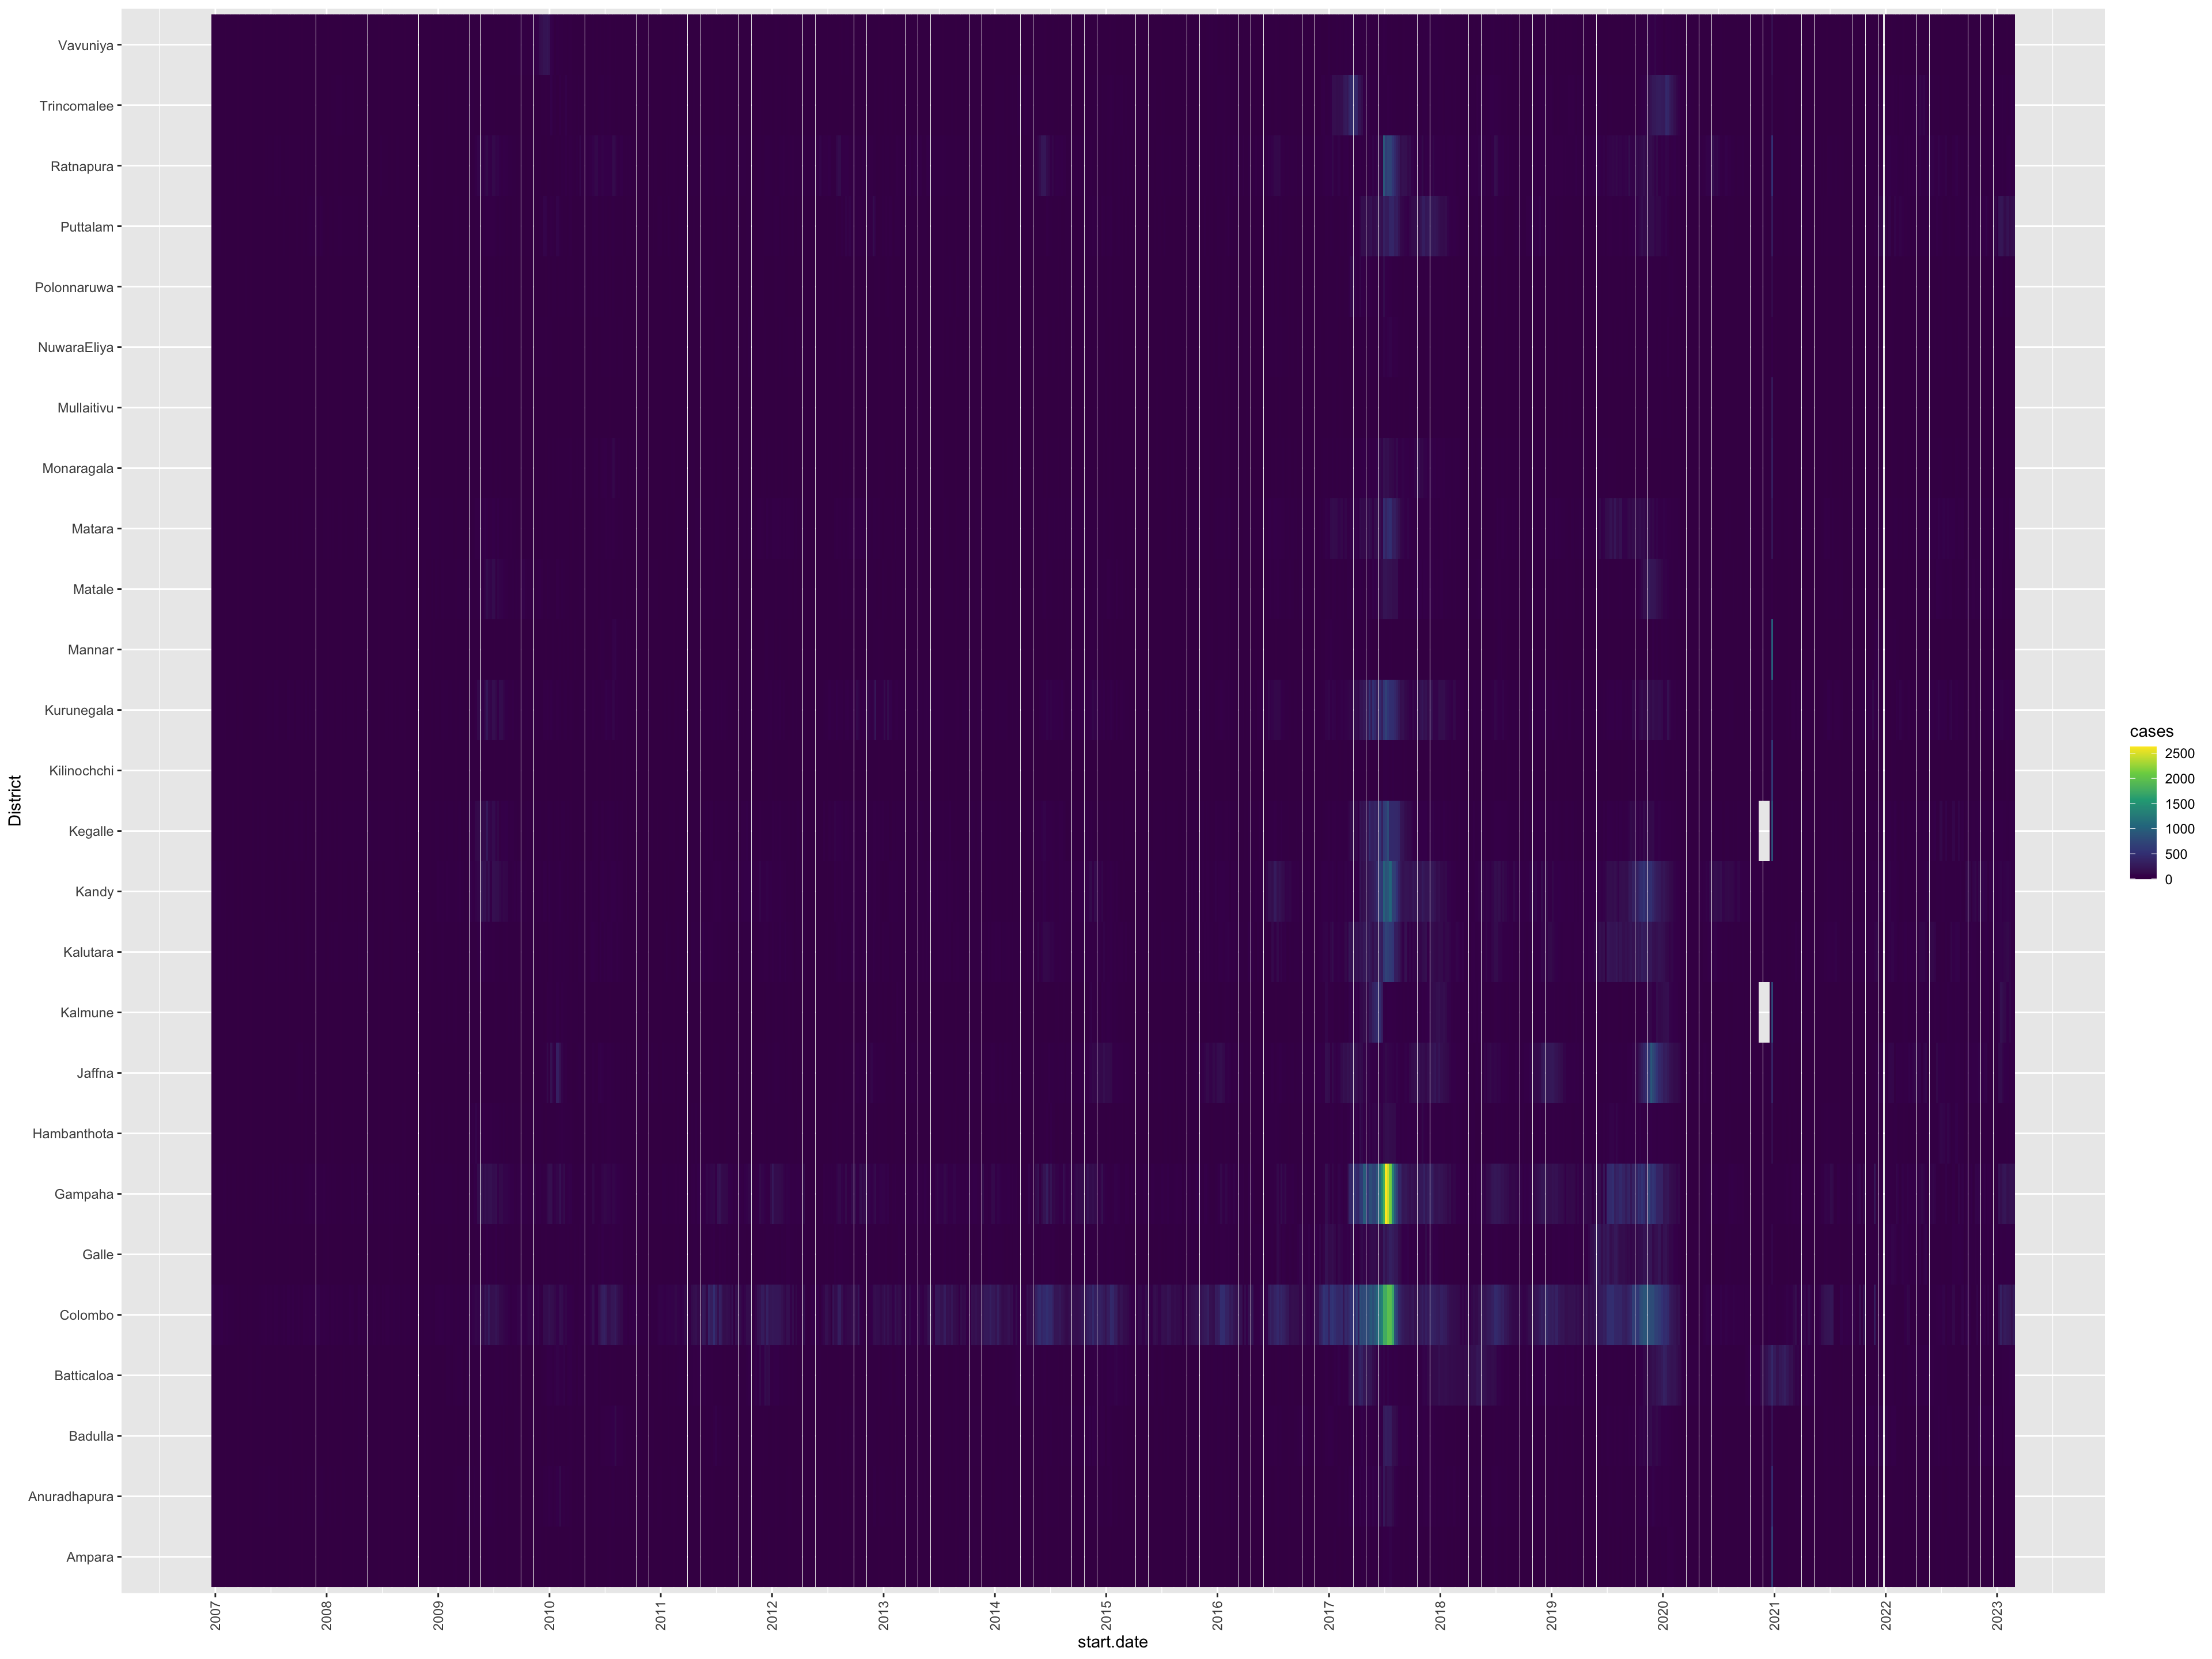 Vavuniya
Trincomalee
Ratnapura
Puttalam
Polonnaruwa
NuwaraEliya
Mullaitivu
Monaragala
Matara
Matale
Mannar
Kurunegala
Kilinochchi
Kegalle
Kandy
Kalutara
Kalmune
Jaffna
Hambanthota
Gampaha
Galle
Colombo
Batticaloa
Badulla
Anuradhapura
Ampara
District
2007 2008 2009 2010 2011 2012 2013 2014 2015 2016 2017 2018 2019 2020 2021 2022 2023
start.date
cases
2500
2000
1500
1000
500
0